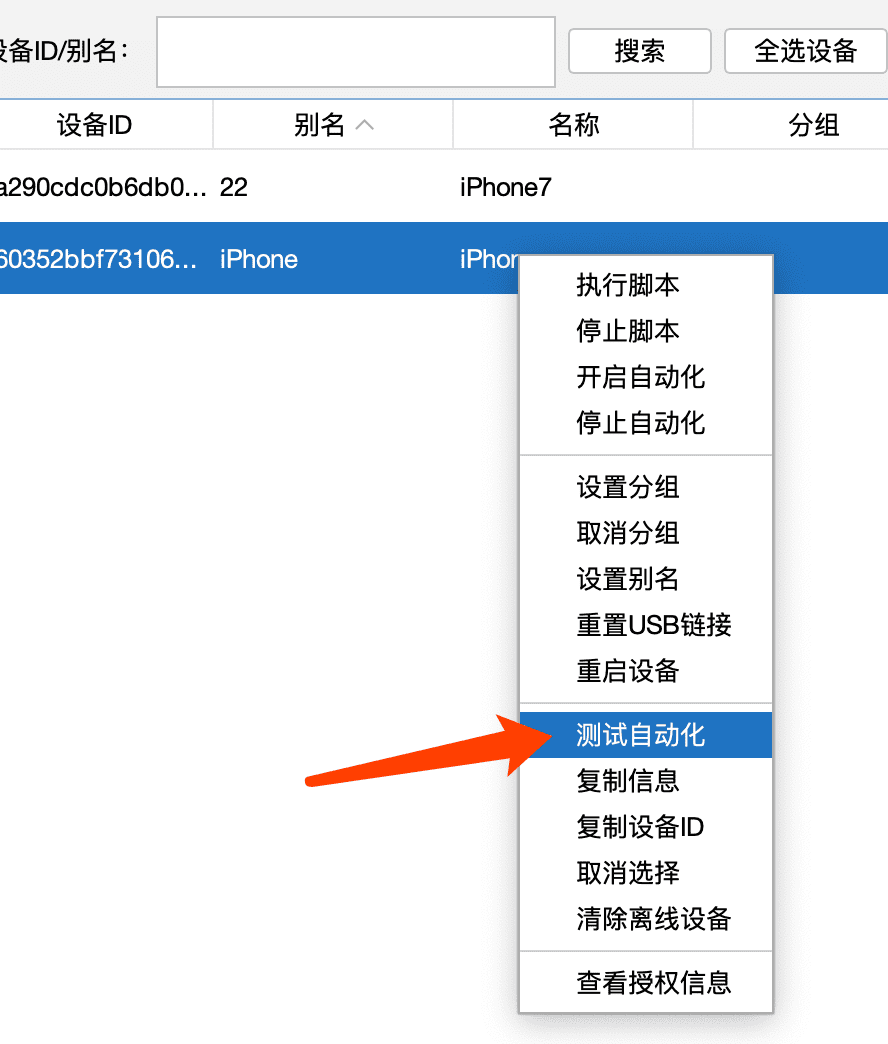 设备ID/别名：
搜索
全选设备
设备ID 别名 名称 分组
a290cdc0b6db0... 22 iPhone7
60352bbf73106... iPhone iPhon
执行脚本
停止脚本
开启自动化
停止自动化
设置分组
取消分组
设置别名
重置USB链接
重启设备
测试自动化
复制信息
复制设备ID
取消选择
清除离线设备
查看授权信息